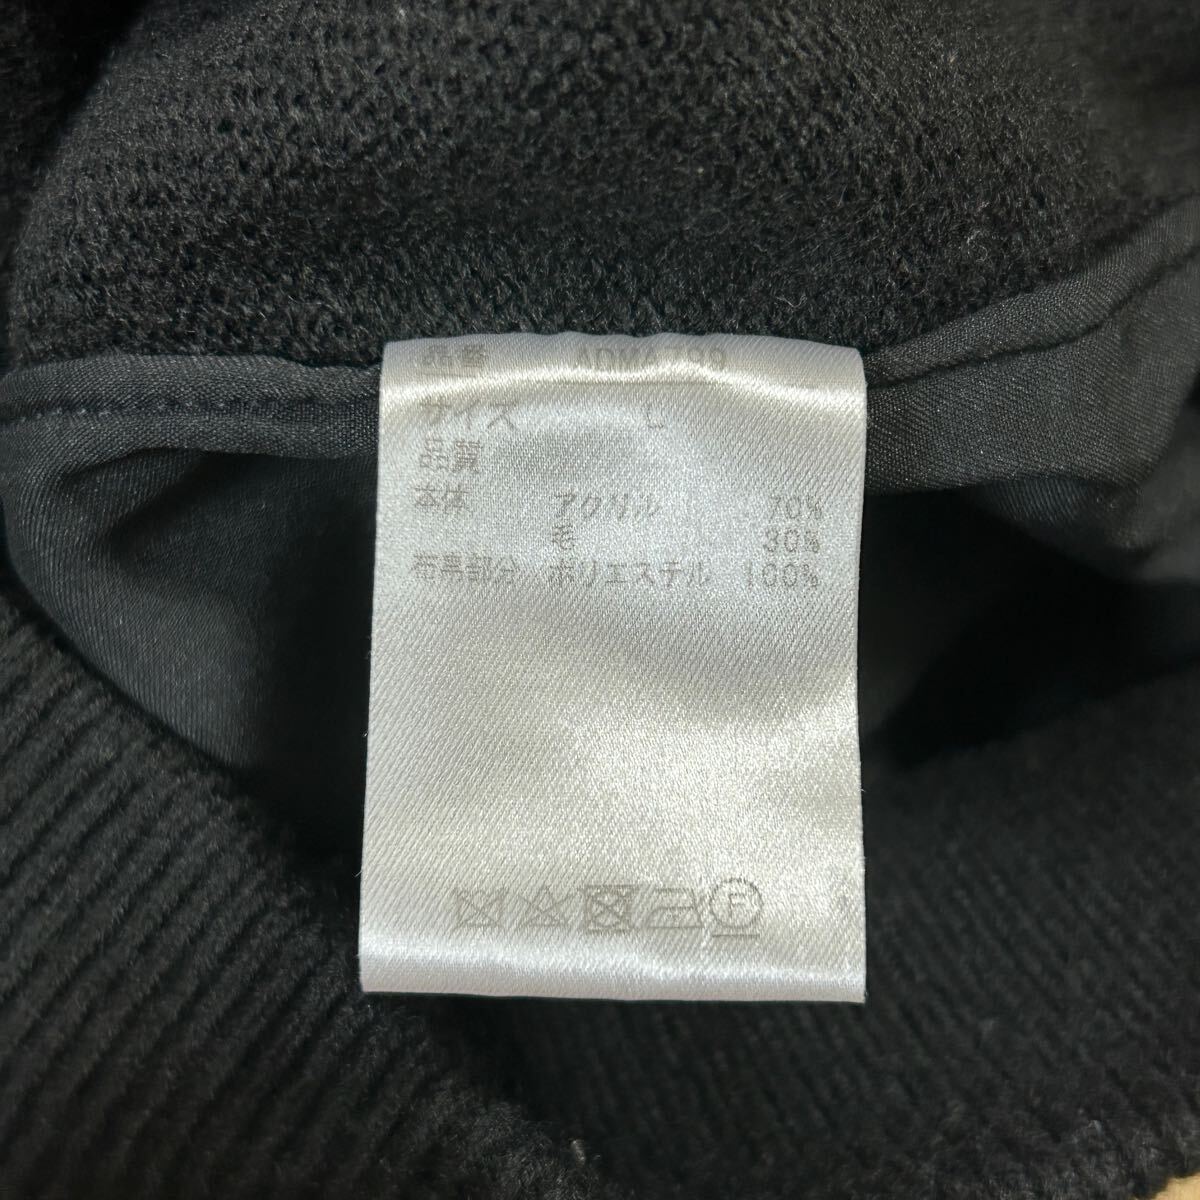 品番
サイズ L
品質
本体 アクリル 70%
毛 30%
布帛部分 ポリエステル 100%
F